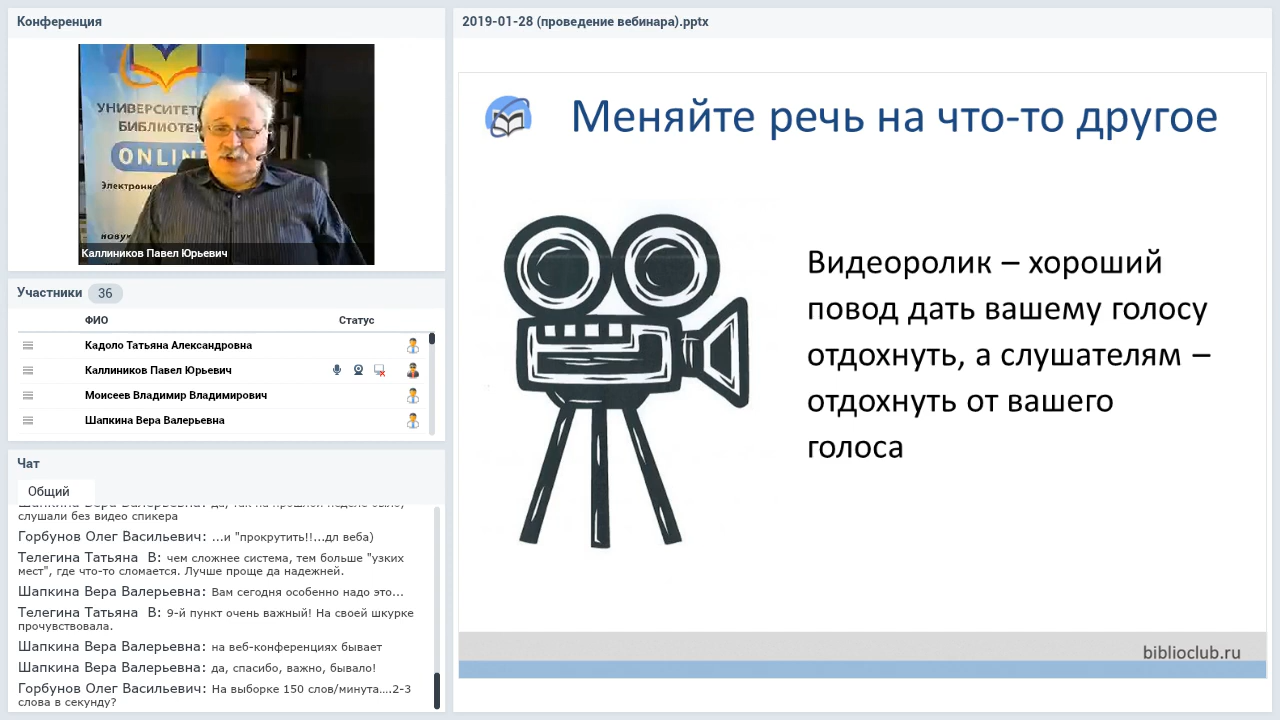 Конференция
УНИВЕРСИТЕТ
БИБЛИОТЕ
ONLINE
Электронно
Каллиников Павел Юрьевич
Участники 36
ФИО Статус
Кадоло Татьяна Александровна
Каллиников Павел Юрьевич
Моисеев Владимир Владимирович
Шапкина Вера Валерьевна
Чат
Общий
слушали без видео спикера
Горбунов Олег Васильевич: ...и "прокрутить!!...дл веба)
Телегина Татьяна В: чем сложнее система, тем больше "узких
мест", где что-то сломается. Лучше проще да надежней.
Шапкина Вера Валерьевна: Вам сегодня особенно надо это...
Телегина Татьяна В: 9-й пункт очень важный! На своей шкурке
прочувствовала.
Шапкина Вера Валерьевна: на веб-конференциях бывает
Шапкина Вера Валерьевна: да, спасибо, важно, бывало!
Горбунов Олег Васильевич: На выборке 150 слов/минута....2-3
слова в секунду?
2019-01-28 (проведение вебинара).pptx
Меняйте речь на что-то другое
Видеоролик – хороший
повод дать вашему голосу
отдохнуть, а слушателям –
отдохнуть от вашего
голоса
biblioclub.ru